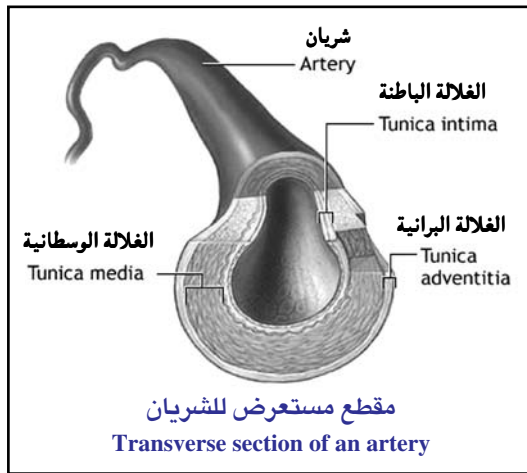 شريان
Artery
الغلالة الباطنة
Tunica intima
الغلالة البرانية
Tunica
adventitia
الغلالة الوسطانية
Tunica media
مقطع مستعرض للشريان
Transverse section of an artery